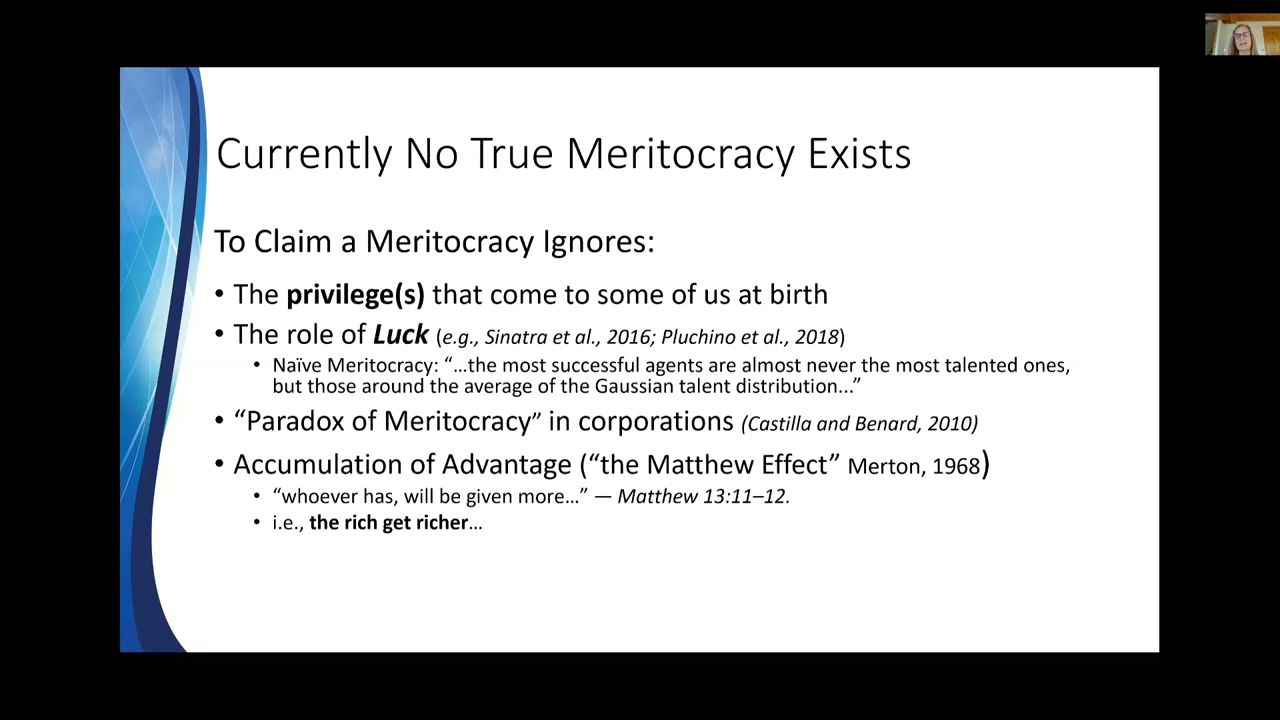 Currently No True Meritocracy Exists
To Claim a Meritocracy Ignores:
• The privilege(s) that come to some of us at birth
• The role of Luck (e.g., Sinatra et al., 2016; Pluchino et al., 2018)
• Naïve Meritocracy: “…the most successful agents are almost never the most talented ones,
but those around the average of the Gaussian talent distribution...”
• “Paradox of Meritocracy” in corporations (Castilla and Benard, 2010)
• Accumulation of Advantage (“the Matthew Effect” Merton, 1968)
• “whoever has, will be given more…” — Matthew 13:11–12.
• i.e., the rich get richer…